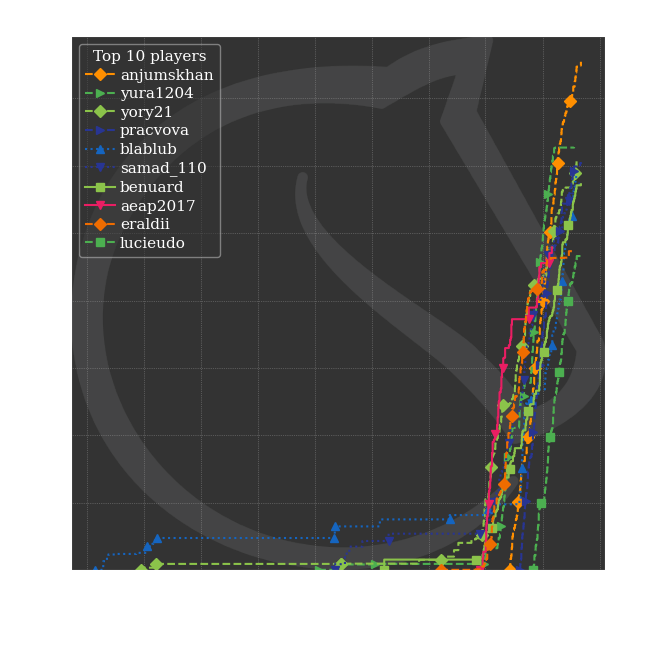 Top 10 players
anjumskhan
yura1204
yory21
pracvova
blablub
samad_110
benuard
aeap2017
eraldii
lucieudo